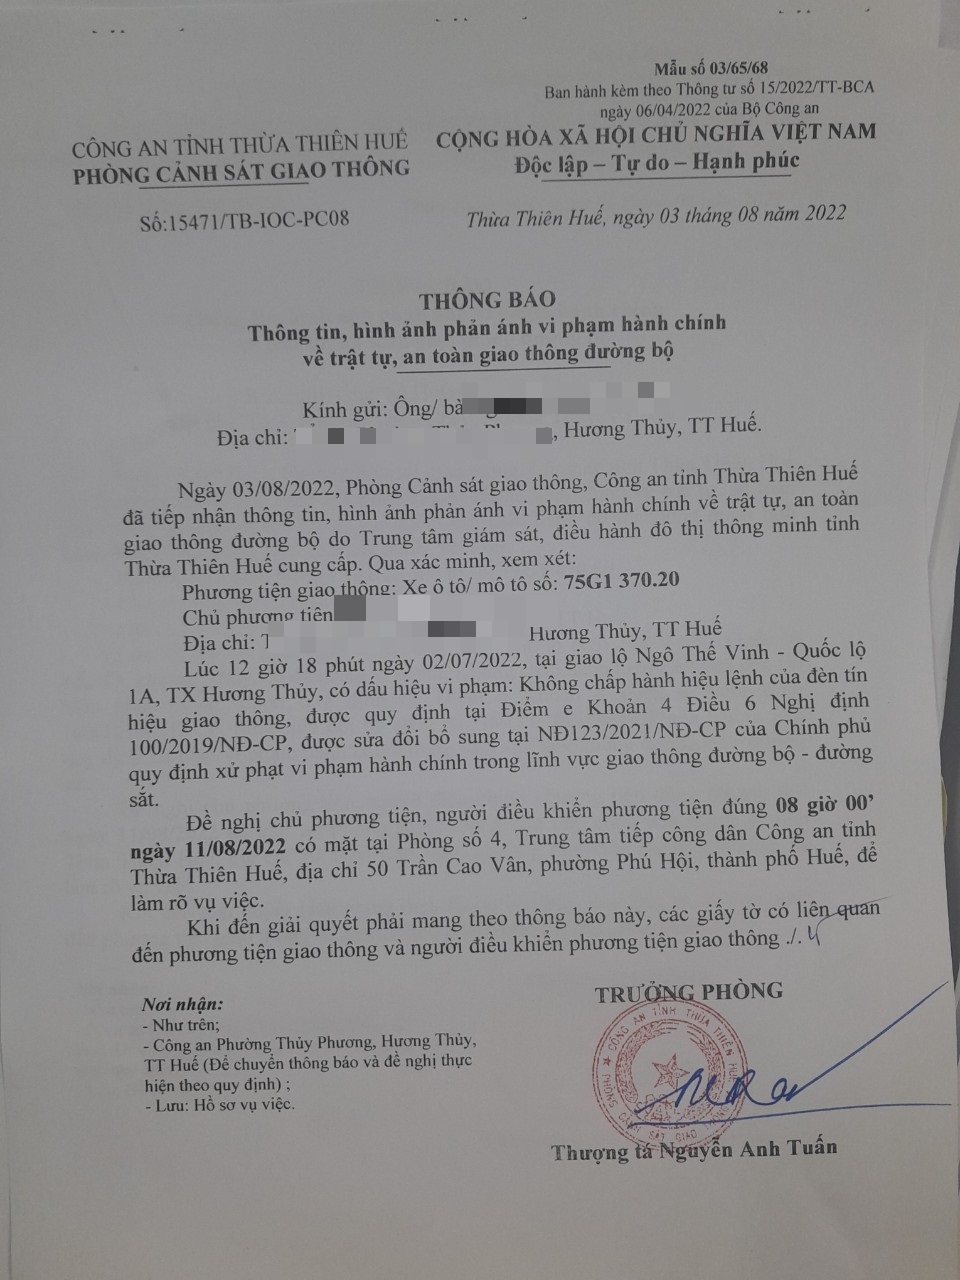 Mẫu số 03/65/68
Ban hành kèm theo Thông tư số 15/2022/TT-BCA
ngày 06/04/2022 của Bộ Công an
CÔNG AN TỈNH THỪA THIÊN HUẾ
PHÒNG CẢNH SÁT GIAO THÔNG
CỘNG HÒA XÃ HỘI CHỦ NGHĨA VIỆT NAM
Độc lập – Tự do – Hạnh phúc
Số:15471/TB-IOC-PC08
Thừa Thiên Huế, ngày 03 tháng 08 năm 2022
THÔNG BÁO
Thông tin, hình ảnh phản ánh vi phạm hành chính
về trật tự, an toàn giao thông đường bộ
Kính gửi: Ông/ bà
Địa chỉ: , Hương Thủy, TT Huế.
Ngày 03/08/2022, Phòng Cảnh sát giao thông, Công an tỉnh Thừa Thiên Huế
đã tiếp nhận thông tin, hình ảnh phản ánh vi phạm hành chính về trật tự, an toàn
giao thông đường bộ do Trung tâm giám sát, điều hành đô thị thông minh tỉnh
Thừa Thiên Huế cung cấp. Qua xác minh, xem xét:
Phương tiện giao thông: Xe ô tô/ mô tô số: 75G1 370.20
Chủ phương tiện
Địa chỉ: T Hương Thủy, TT Huế
Lúc 12 giờ 18 phút ngày 02/07/2022, tại giao lộ Ngô Thế Vinh - Quốc lộ
1A, TX Hương Thủy, có dấu hiệu vi phạm: Không chấp hành hiệu lệnh của đèn tín
hiệu giao thông, được quy định tại Điểm e Khoản 4 Điều 6 Nghị định
100/2019/NĐ-CP, được sửa đổi bổ sung tại NĐ123/2021/NĐ-CP của Chính phủ
quy định xử phạt vi phạm hành chính trong lĩnh vực giao thông đường bộ - đường
sắt.
Đề nghị chủ phương tiện, người điều khiển phương tiện đúng 08 giờ 00’
ngày 11/08/2022 có mặt tại Phòng số 4, Trung tâm tiếp công dân Công an tỉnh
Thừa Thiên Huế, địa chỉ 50 Trần Cao Vân, phường Phú Hội, thành phố Huế, để
làm rõ vụ việc.
Khi đến giải quyết phải mang theo thông báo này, các giấy tờ có liên quan
đến phương tiện giao thông và người điều khiển phương tiện giao thông ./.
Nơi nhận:
- Như trên;
- Công an Phường Thủy Phương, Hương Thủy,
TT Huế (Để chuyển thông báo và đề nghị thực
hiện theo quy định) ;
- Lưu: Hồ sơ vụ việc.
TRƯỞNG PHÒNG
CÔNG AN TỈNH THỪA THIÊN HUẾ
PHÒNG CẢNH SÁT GIAO THÔNG
Thượng tá Nguyễn Anh Tuấn